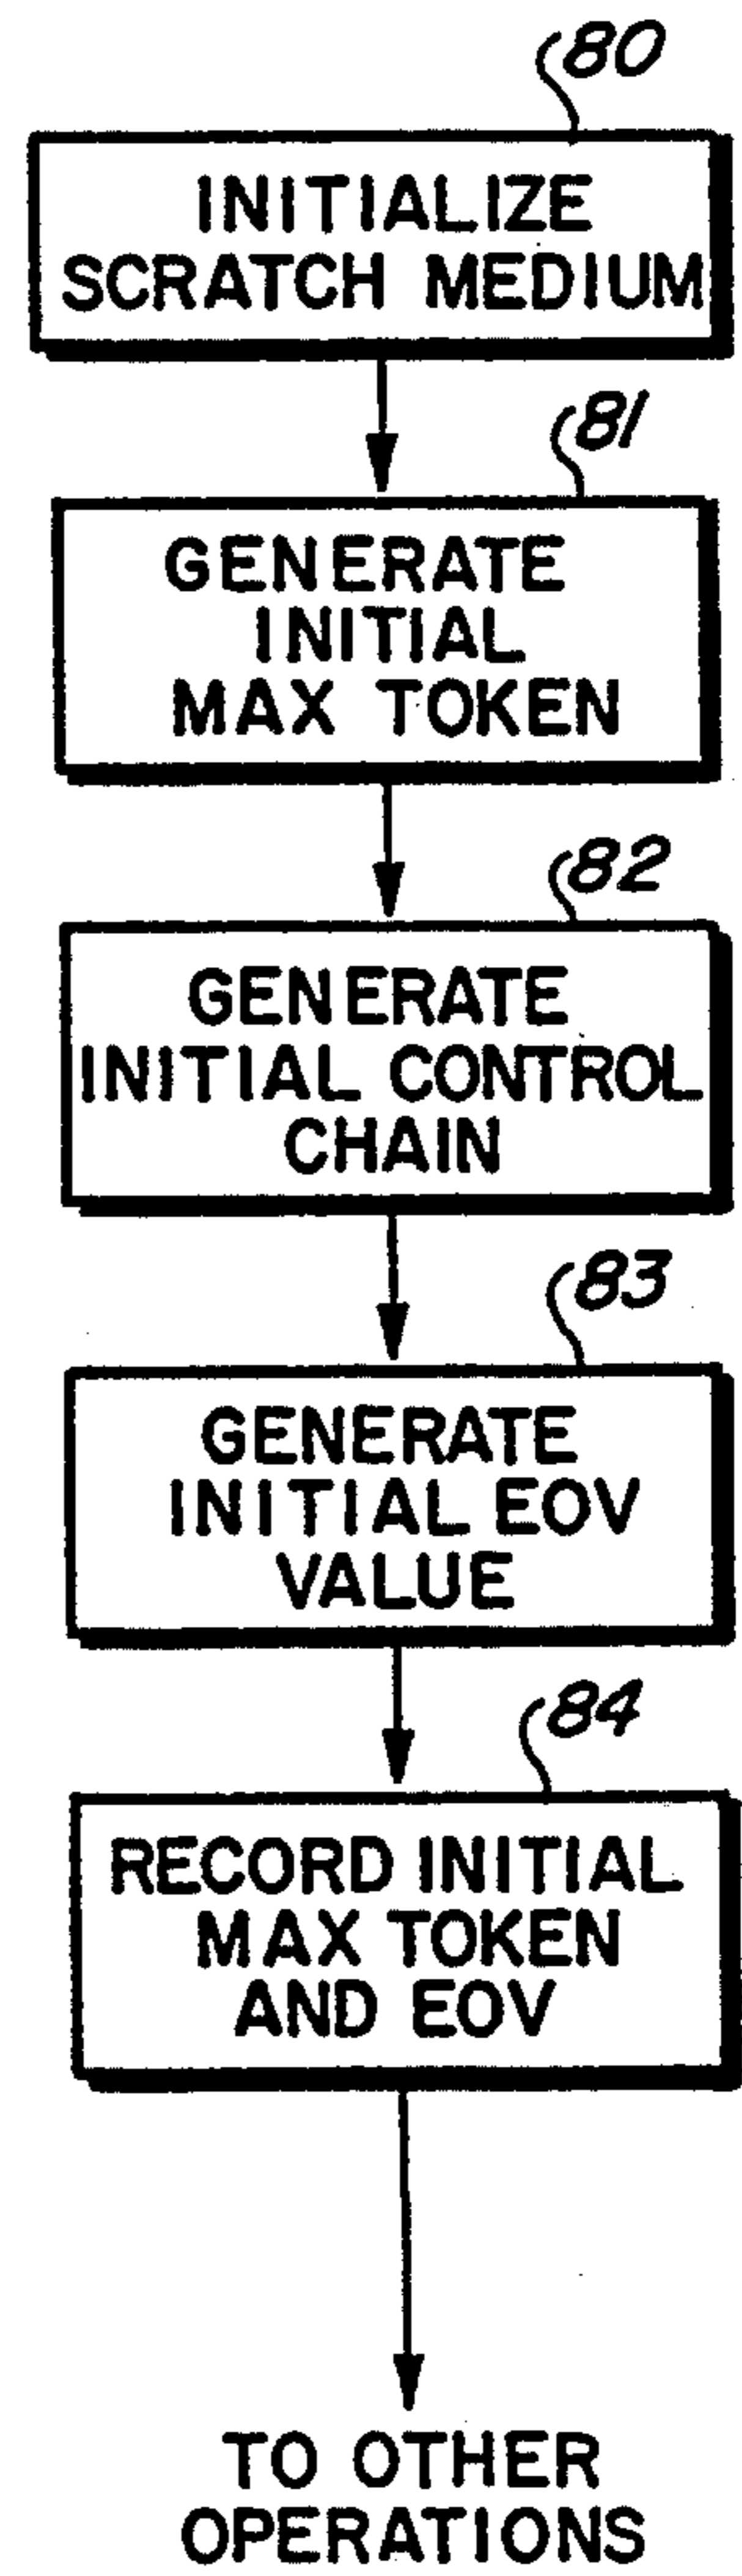 80
INITIALIZE
SCRATCH MEDIUM
81
GENERATE
INITIAL
MAX TOKEN
82
GENERATE
INITIAL CONTROL
CHAIN
83
GENERATE
INITIAL EOV
VALUE
84
RECORD INITIAL
MAX TOKEN
AND EOV
TO OTHER
OPERATIONS